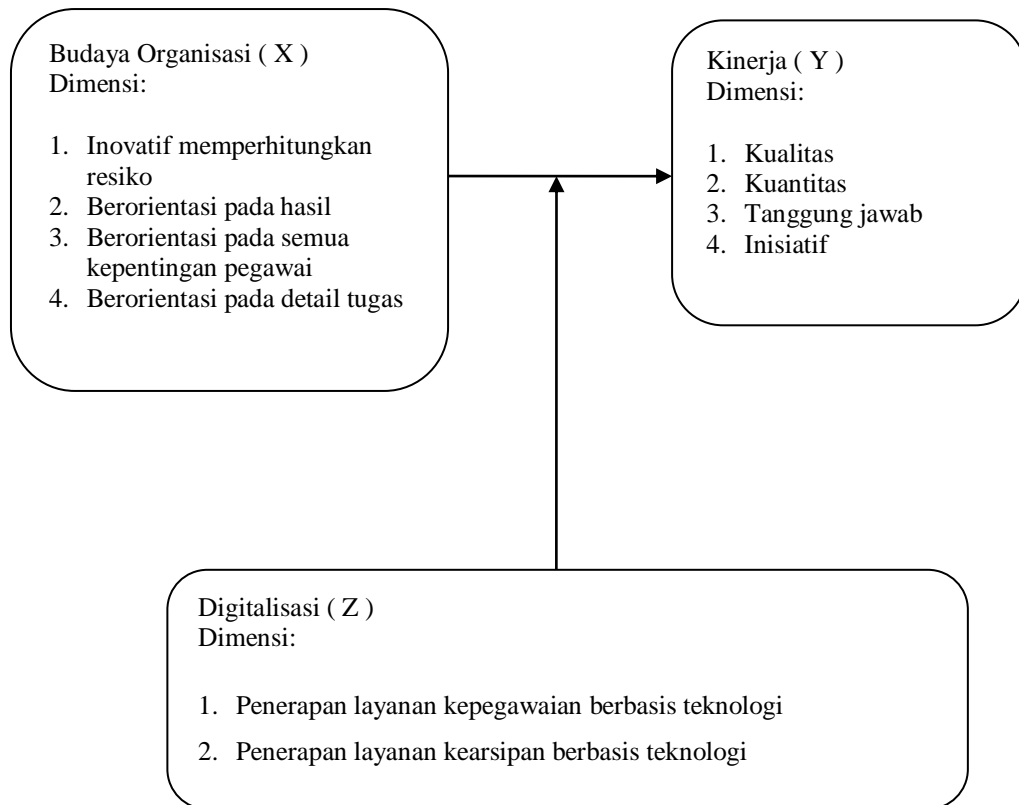 Budaya Organisasi ( X )
Dimensi:
1. Inovatif memperhitungkan
resiko
2. Berorientasi pada hasil
3. Berorientasi pada semua
kepentingan pegawai
4. Berorientasi pada detail tugas
Kinerja ( Y )
Dimensi:
1. Kualitas
2. Kuantitas
3. Tanggung jawab
4. Inisiatif
Digitalisasi ( Z )
Dimensi:
1. Penerapan layanan kepegawaian berbasis teknologi
2. Penerapan layanan kearsipan berbasis teknologi